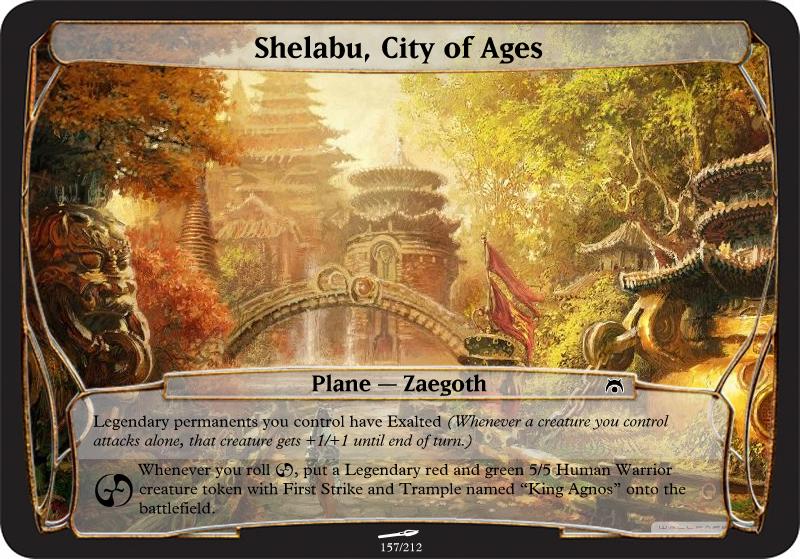 Shelabu, City of Ages
Plane — Zaegoth
Legendary permanents you control have Exalted (Whenever a creature you control
attacks alone, that creature gets +1/+1 until end of turn.)
Whenever you roll , put a Legendary red and green 5/5 Human Warrior
creature token with First Strike and Trample named “King Agnos” onto the
battlefield.
157/212